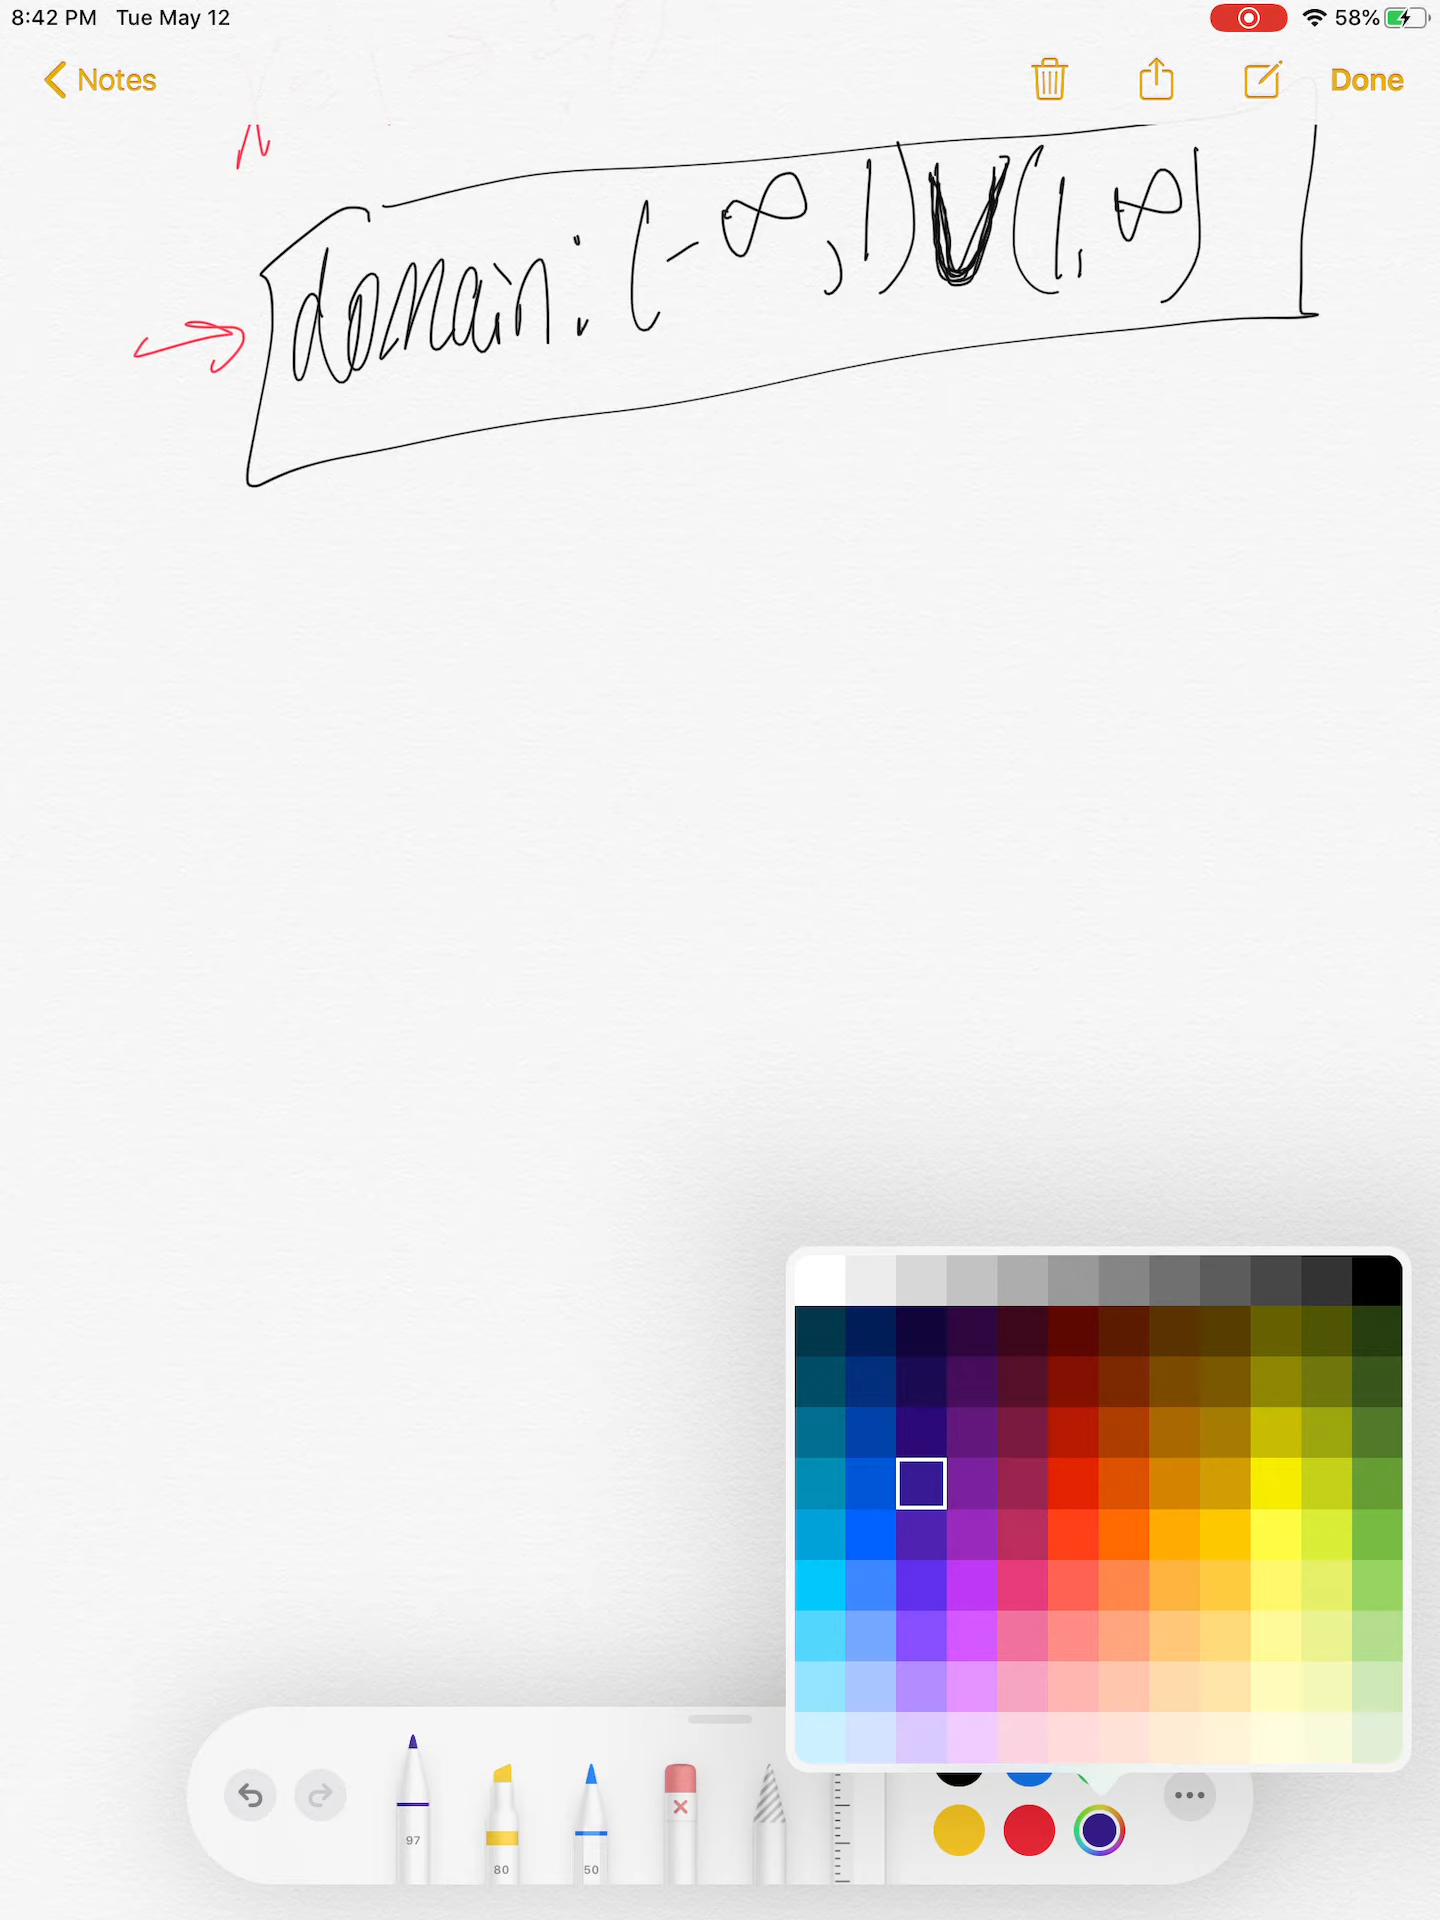 8:42 PM Tue May 12
58%
Notes
Done
domain: (-∞, 1) U (1, ∞)
97
80
50